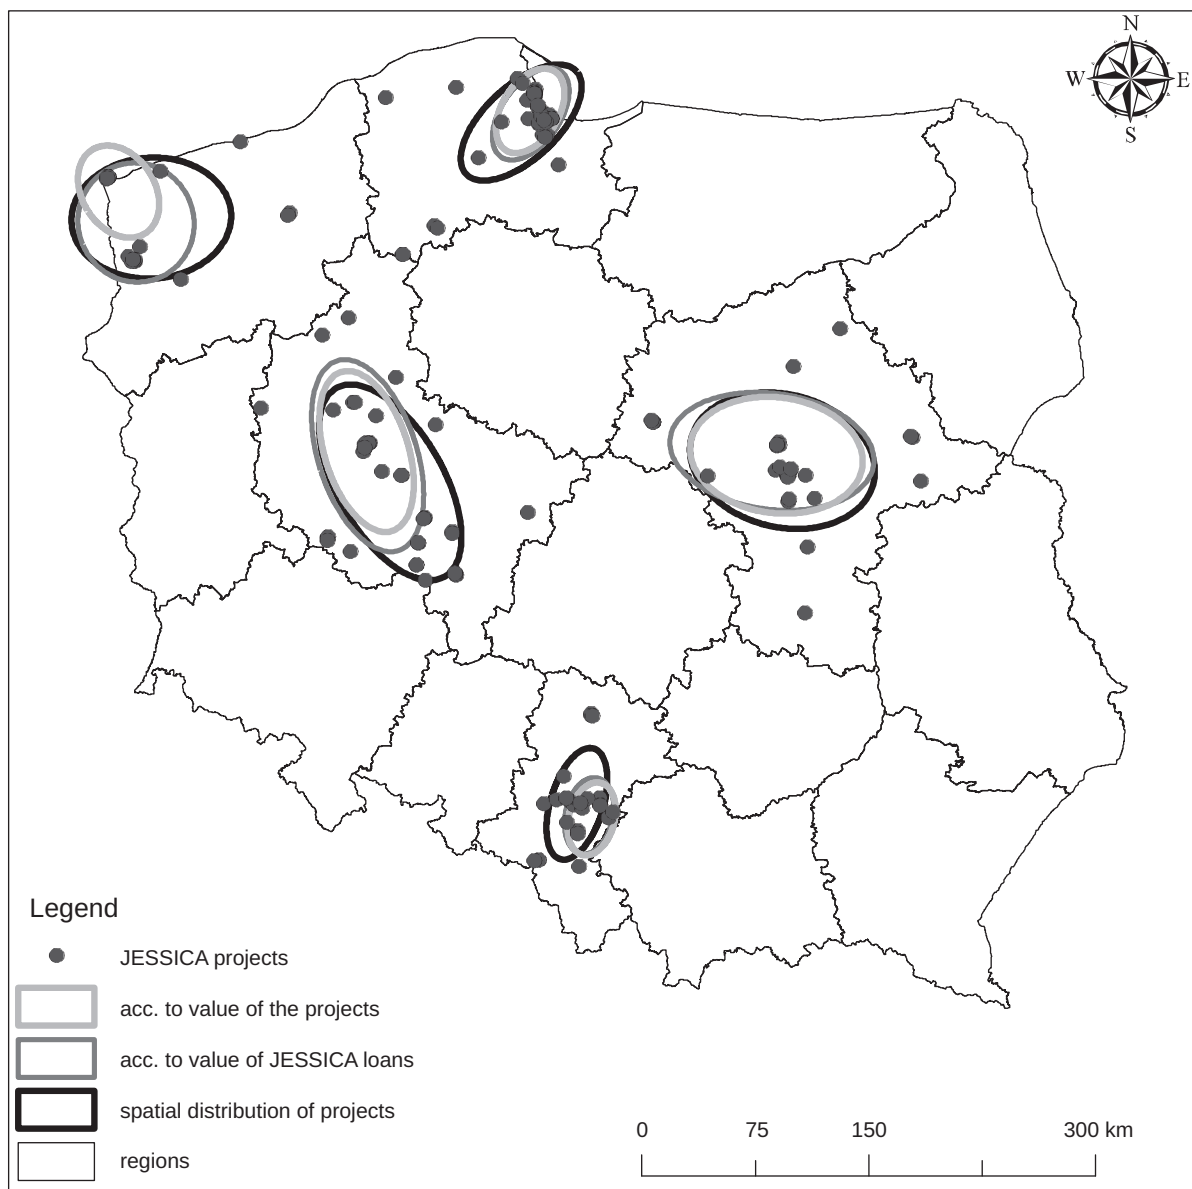 N
W E
S
Legend
JESSICA projects
acc. to value of the projects
acc. to value of JESSICA loans
spatial distribution of projects
regions
0 75 150 300 km